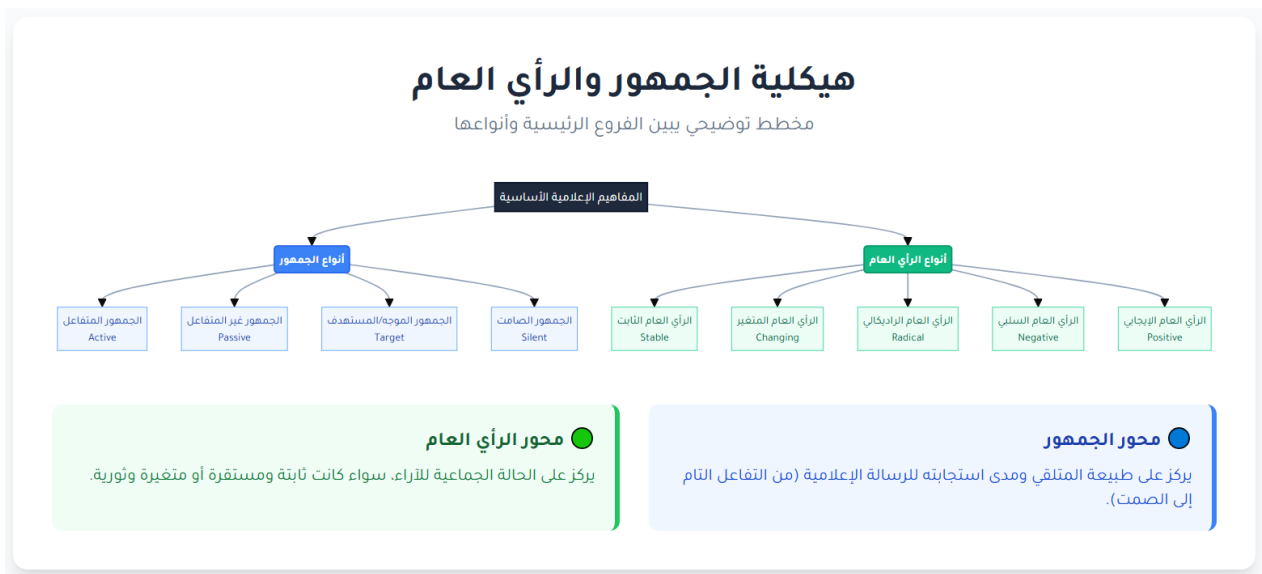 هيكلية الجمهور والرأي العام
مخطط توضيحي يبين الفروع الرئيسية وأنواعها
المفاهيم الإعلامية الأساسية
أنواع الرأي العام
أنواع الجمهور
الرأي العام الإيجابي
Positive
الرأي العام السلبي
Negative
الرأي العام الراديكالي
Radical
الرأي العام المتغير
Changing
الرأي العام الثابت
Stable
الجمهور الصامت
Silent
الجمهور الموجه/المستهدف
Target
الجمهور غير المتفاعل
Passive
الجمهور المتفاعل
Active
محور الجمهور
يركز على طبيعة المتلقي ومدى استجابته للرسالة الإعلامية (من التفاعل التام
إلى الصمت).
محور الرأي العام
يركز على الحالة الجماعية للآراء، سواء كانت ثابتة ومستقرة أو متغيرة وثورية.